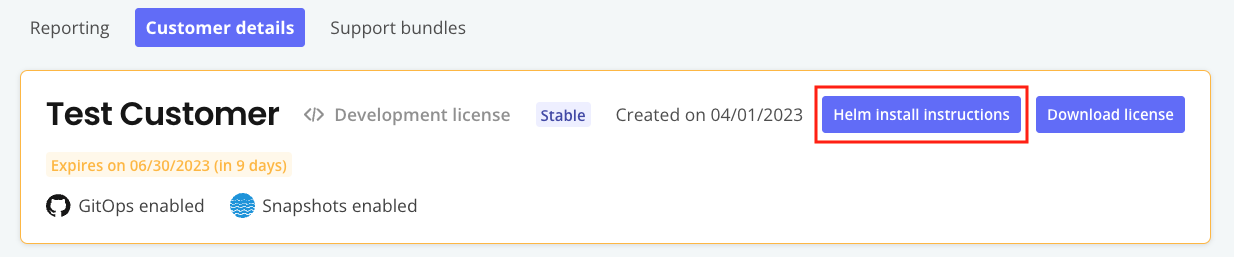 Reporting Customer details Support bundles
Test Customer </> Development license Stable Created on 04/01/2023 Helm install instructions Download license
Expires on 06/30/2023 (in 9 days)
GitOps enabled Snapshots enabled